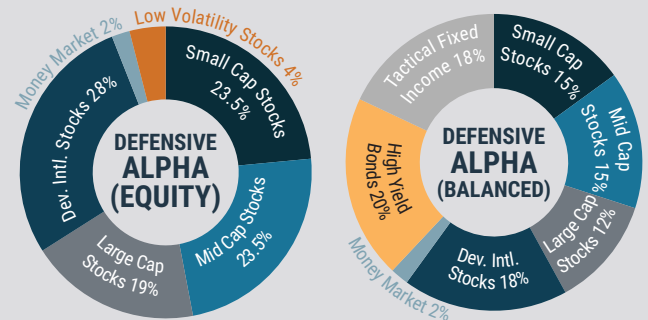 Low Volatility Stocks 4%
Small Cap Stocks
23.5%
Mid Cap Stocks
23.5%
Large Cap
Stocks 19%
Dev. Intl. Stocks 28%
Money Market 2%
DEFENSIVE
ALPHA
(EQUITY)
Small Cap
Stocks 15%
Mid Cap
Stocks 15%
Large Cap
Stocks 12%
Dev. Intl.
Stocks 18%
Money Market 2%
High Yield
Bonds 20%
Tactical Fixed
Income 18%
DEFENSIVE
ALPHA
(BALANCED)